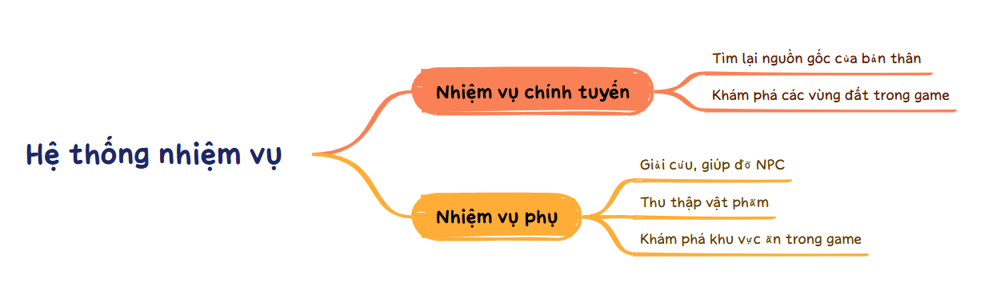 Hệ thống nhiệm vụ
Nhiệm vụ chính tuyến
Tìm lại nguồn gốc của bản thân
Khám phá các vùng đất trong game
Nhiệm vụ phụ
Giải cứu, giúp đỡ NPC
Thu thập vật phẩm
Khám phá khu vực ẩn trong game